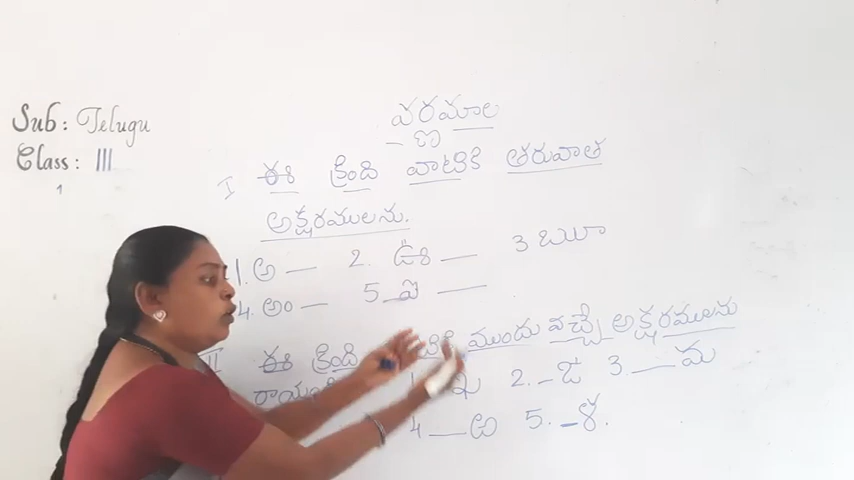 Sub: Telugu
Class: III
వర్ణమాల
I ఈ క్రింది వాటికి తరువాత
అక్షరములను.
1. అ — 2. ఊ — 3 ఋ
4. అం — 5. ఐ —
II ఈ క్రింది ముందు వచ్చే అక్షరములను
ఖ 2. – 3. — మ
4 — 5. – ళ.